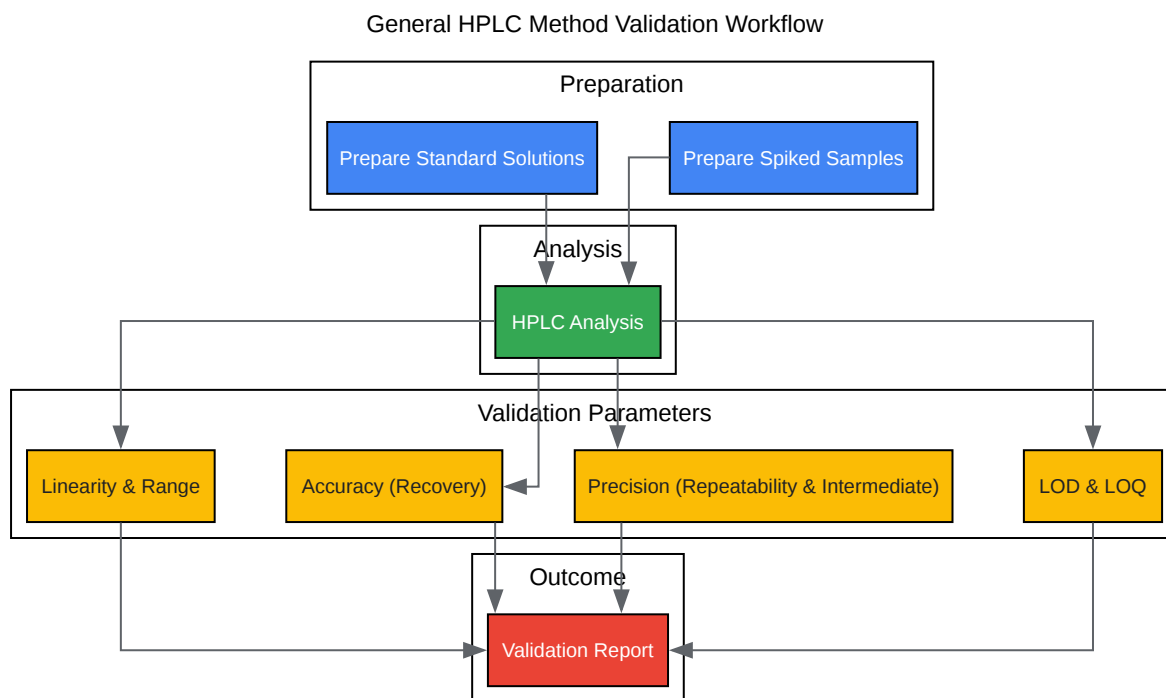 General HPLC Method Validation Workflow
Preparation
Prepare Standard Solutions
Prepare Spiked Samples
Analysis
HPLC Analysis
Validation Parameters
Linearity & Range
Accuracy (Recovery)
Precision (Repeatability & Intermediate)
LOD & LOQ
Outcome
Validation Report